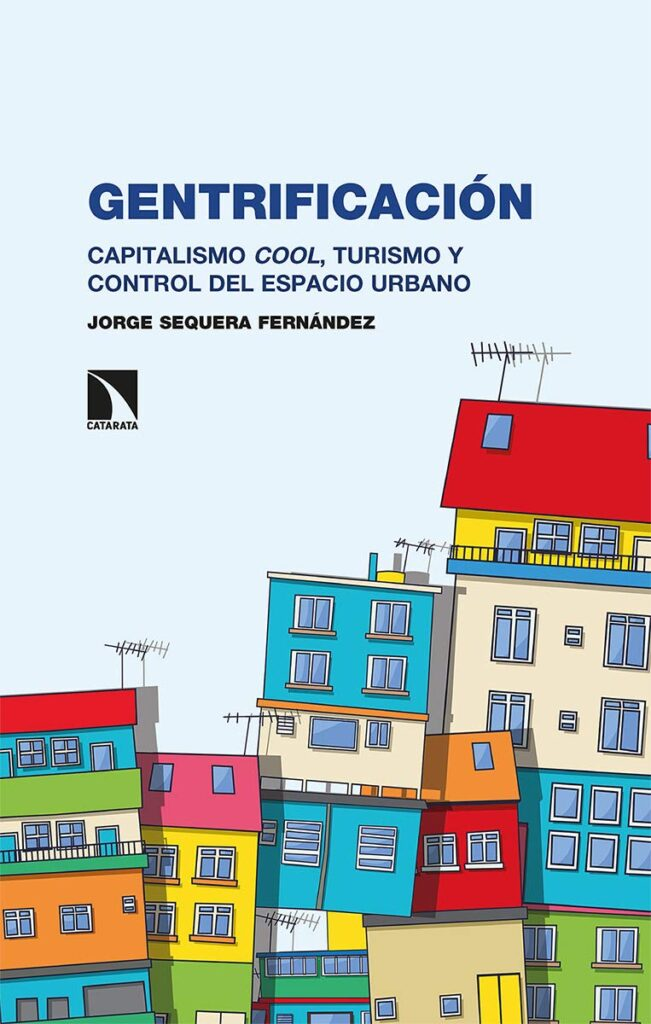 GENTRIFICACIÓN
CAPITALISMO COOL, TURISMO Y
CONTROL DEL ESPACIO URBANO
JORGE SEQUERA FERNÁNDEZ
CATARATA